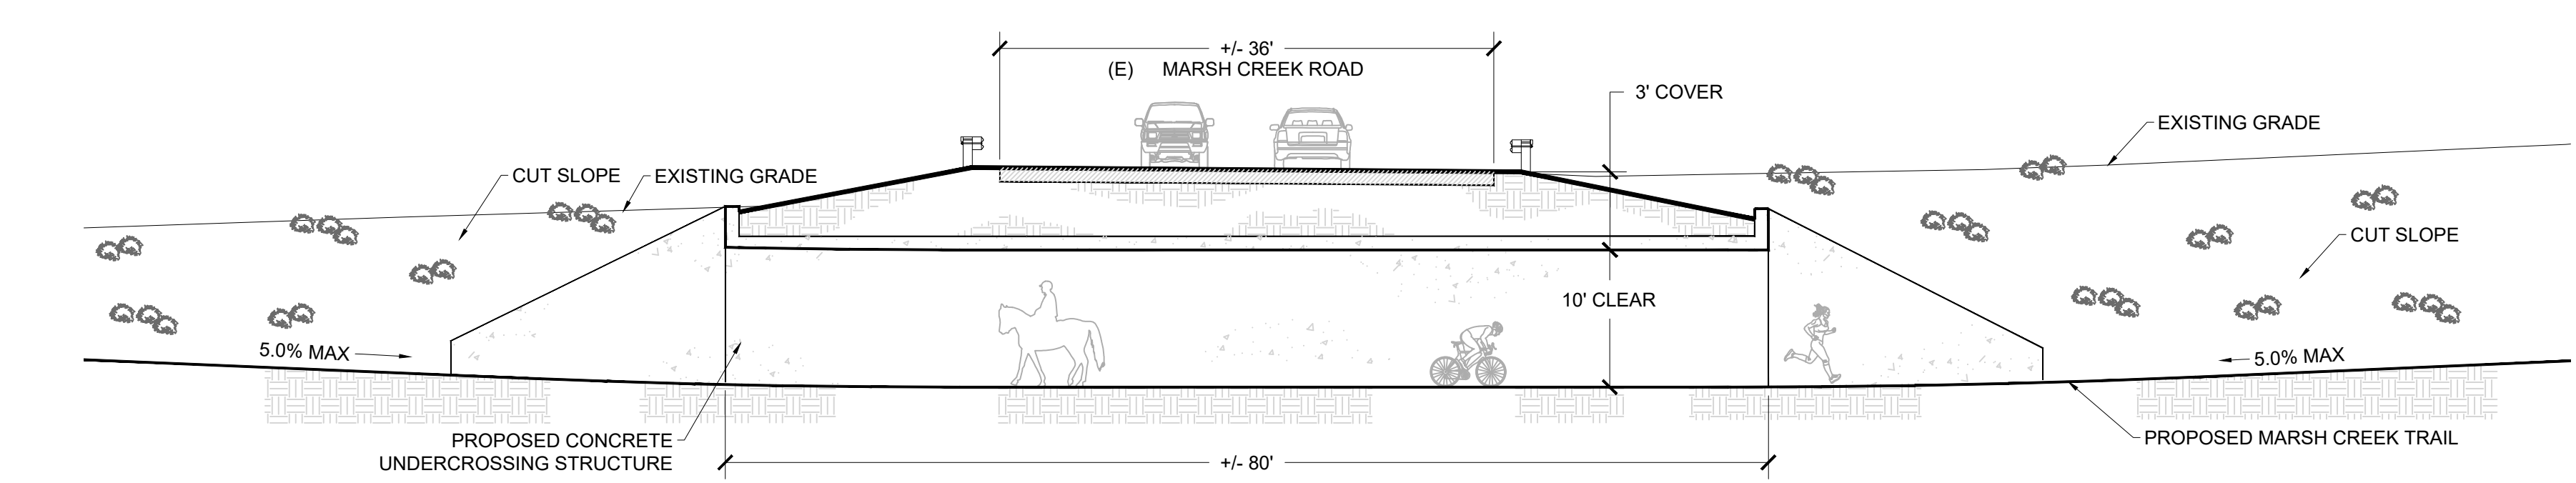 +/- 36'
(E) MARSH CREEK ROAD
3' COVER
EXISTING GRADE
CUT SLOPE
EXISTING GRADE
CUT SLOPE
10' CLEAR
5.0% MAX
5.0% MAX
PROPOSED CONCRETE
UNDERCROSSING STRUCTURE
PROPOSED MARSH CREEK TRAIL
+/- 80'